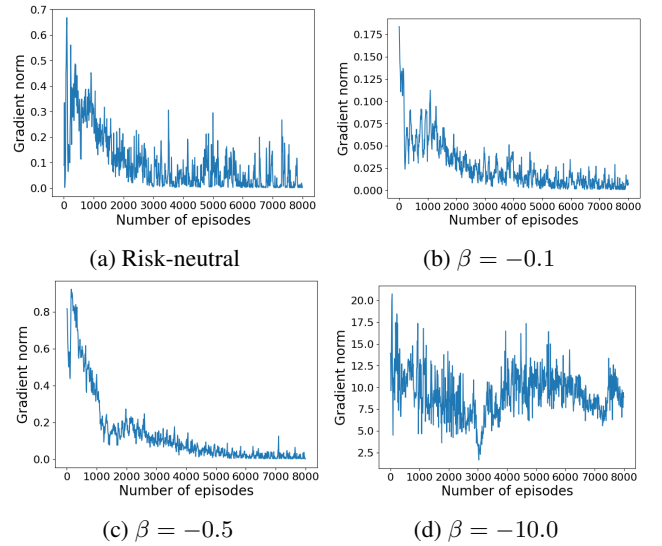 0.7
0.6
0.5
0.4
0.3
0.2
0.1
0.0
Gradient norm
0 1000 2000 3000 4000 5000 6000 7000 8000
Number of episodes
(a) Risk-neutral
0.175
0.150
0.125
0.100
0.075
0.050
0.025
0.000
Gradient norm
0 1000 2000 3000 4000 5000 6000 7000 8000
Number of episodes
(b) β = −0.1
0.8
0.6
0.4
0.2
0.0
Gradient norm
0 1000 2000 3000 4000 5000 6000 7000 8000
Number of episodes
(c) β = −0.5
20.0
17.5
15.0
12.5
10.0
7.5
5.0
2.5
Gradient norm
0 1000 2000 3000 4000 5000 6000 7000 8000
Number of episodes
(d) β = −10.0